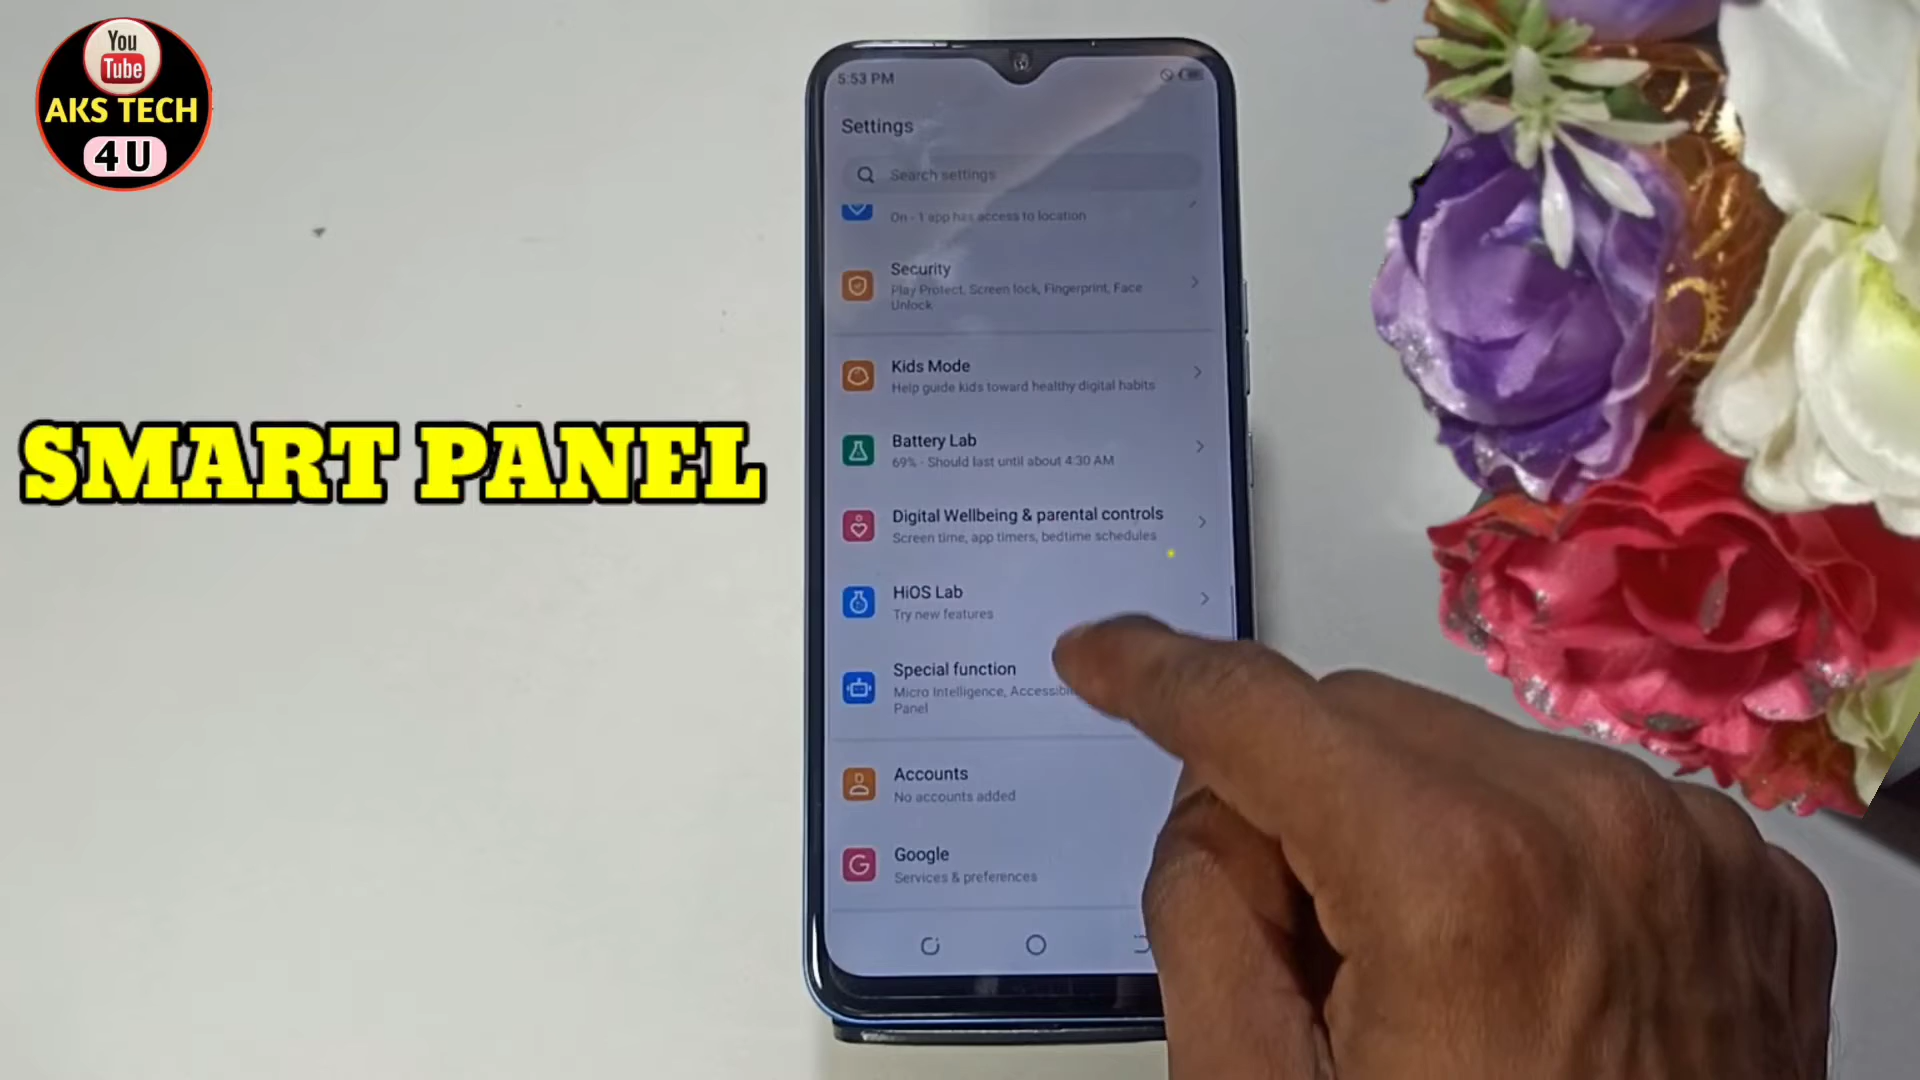 You
Tube
AKS TECH
4 U
SMART PANEL
5:53 PM
Settings
Search settings
On - 1 app has access to location
Security
Play Protect, Screen lock, Fingerprint, Face
Unlock
Kids Mode
Help guide kids toward healthy digital habits
Battery Lab
69% - Should last until about 4:30 AM
Digital Wellbeing & parental controls
Screen time, app timers, bedtime schedules
HiOS Lab
Try new features
Special function
Micro Intelligence,
Panel
Accounts
No accounts added
Google
Services & preferences